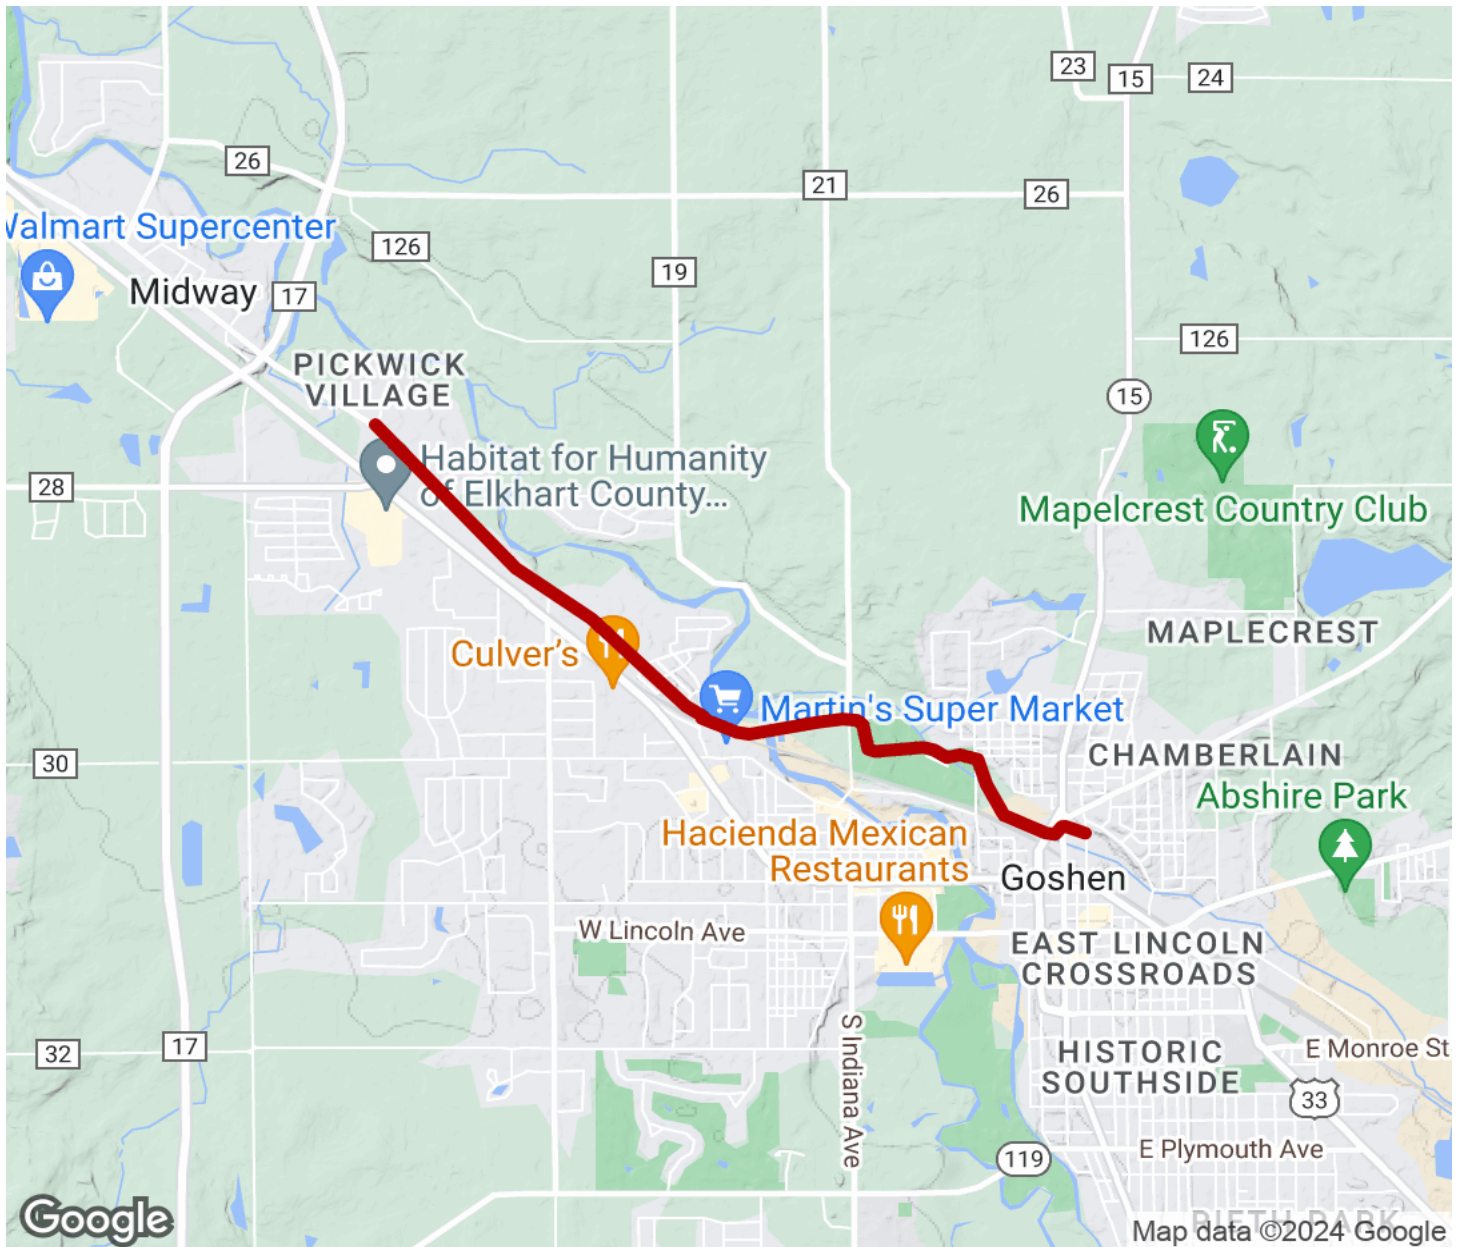 23
15
24
26
21
26
Walmart Supercenter
126
19
Midway
17
126
PICKWICK
VILLAGE
15
Habitat for Humanity
of Elkhart County...
28
Mapelcrest Country Club
MAPLECREST
Culver's
Martin's Super Market
CHAMBERLAIN
30
Abshire Park
Hacienda Mexican
Restaurants
Goshen
W Lincoln Ave
EAST LINCOLN
CROSSROADS
S Indiana Ave
32
17
HISTORIC
SOUTHSIDE
E Monroe St
33
119
E Plymouth Ave
Google
Map data ©2024 Google